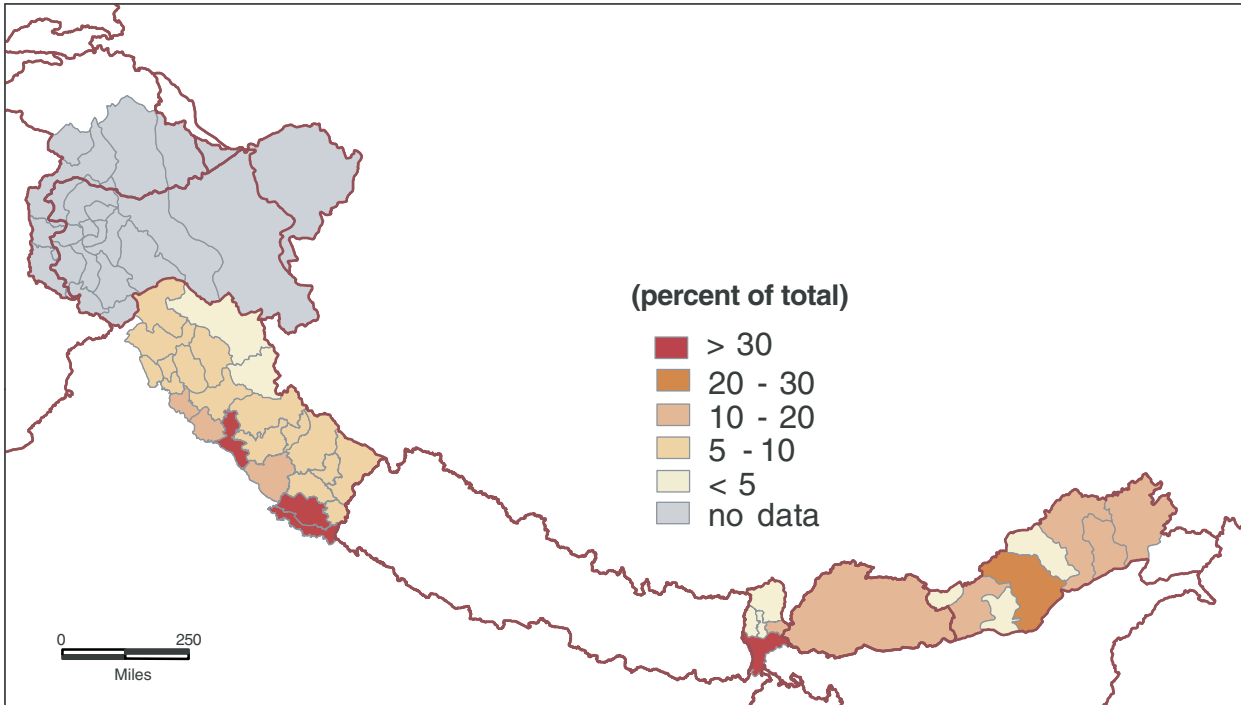 (percent of total)
> 30
20 - 30
10 - 20
5 - 10
< 5
no data
0 250
Miles